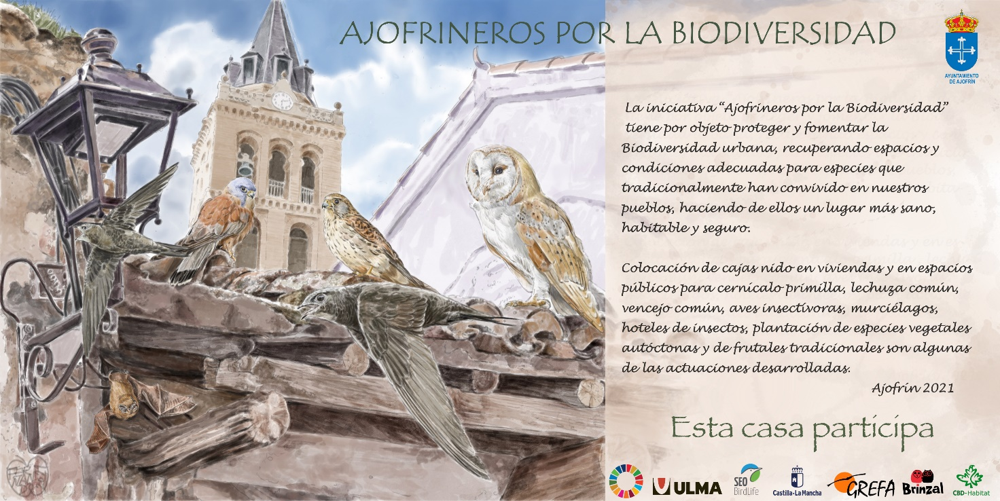 AJOFRINEROS POR LA BIODIVERSIDAD
AYUNTAMIENTO
DE AJOFRÍN
La iniciativa “Ajofrineros por la Biodiversidad”
tiene por objeto proteger y fomentar la
Biodiversidad urbana, recuperando espacios y
condiciones adecuadas para especies que
tradicionalmente han convivido en nuestros
pueblos, haciendo de ellos un lugar más sano,
habitable y seguro.
Colocación de cajas nido en viviendas y en espacios
públicos para cernícalo primilla, lechuza común,
vencejo común, aves insectívoras, murciélagos,
hoteles de insectos, plantación de especies vegetales
autóctonas y de frutales tradicionales son algunas
de las actuaciones desarrolladas.
Ajofrín 2021
Esta casa participa
ULMA
SEO
BirdLife
Castilla-La Mancha
GREFA
Brinzal
CBD-Habitat